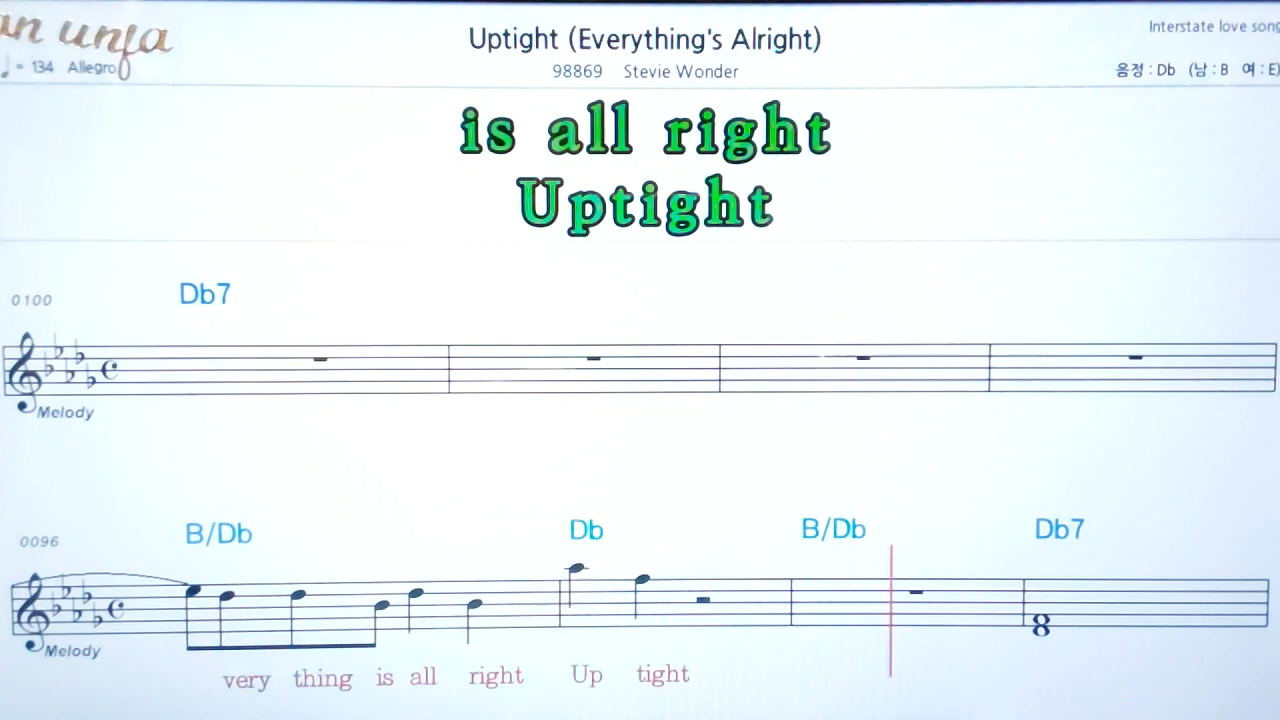 Uptight (Everything's Alright)
Interstate love song
♩ = 134 Allegro
98869 Stevie Wonder
음정 : Db (남 : B 여 : E)
is all right
Uptight
0100
Db7
Melody
0096
B/Db Db B/Db Db7
Melody
very thing is all right Up tight